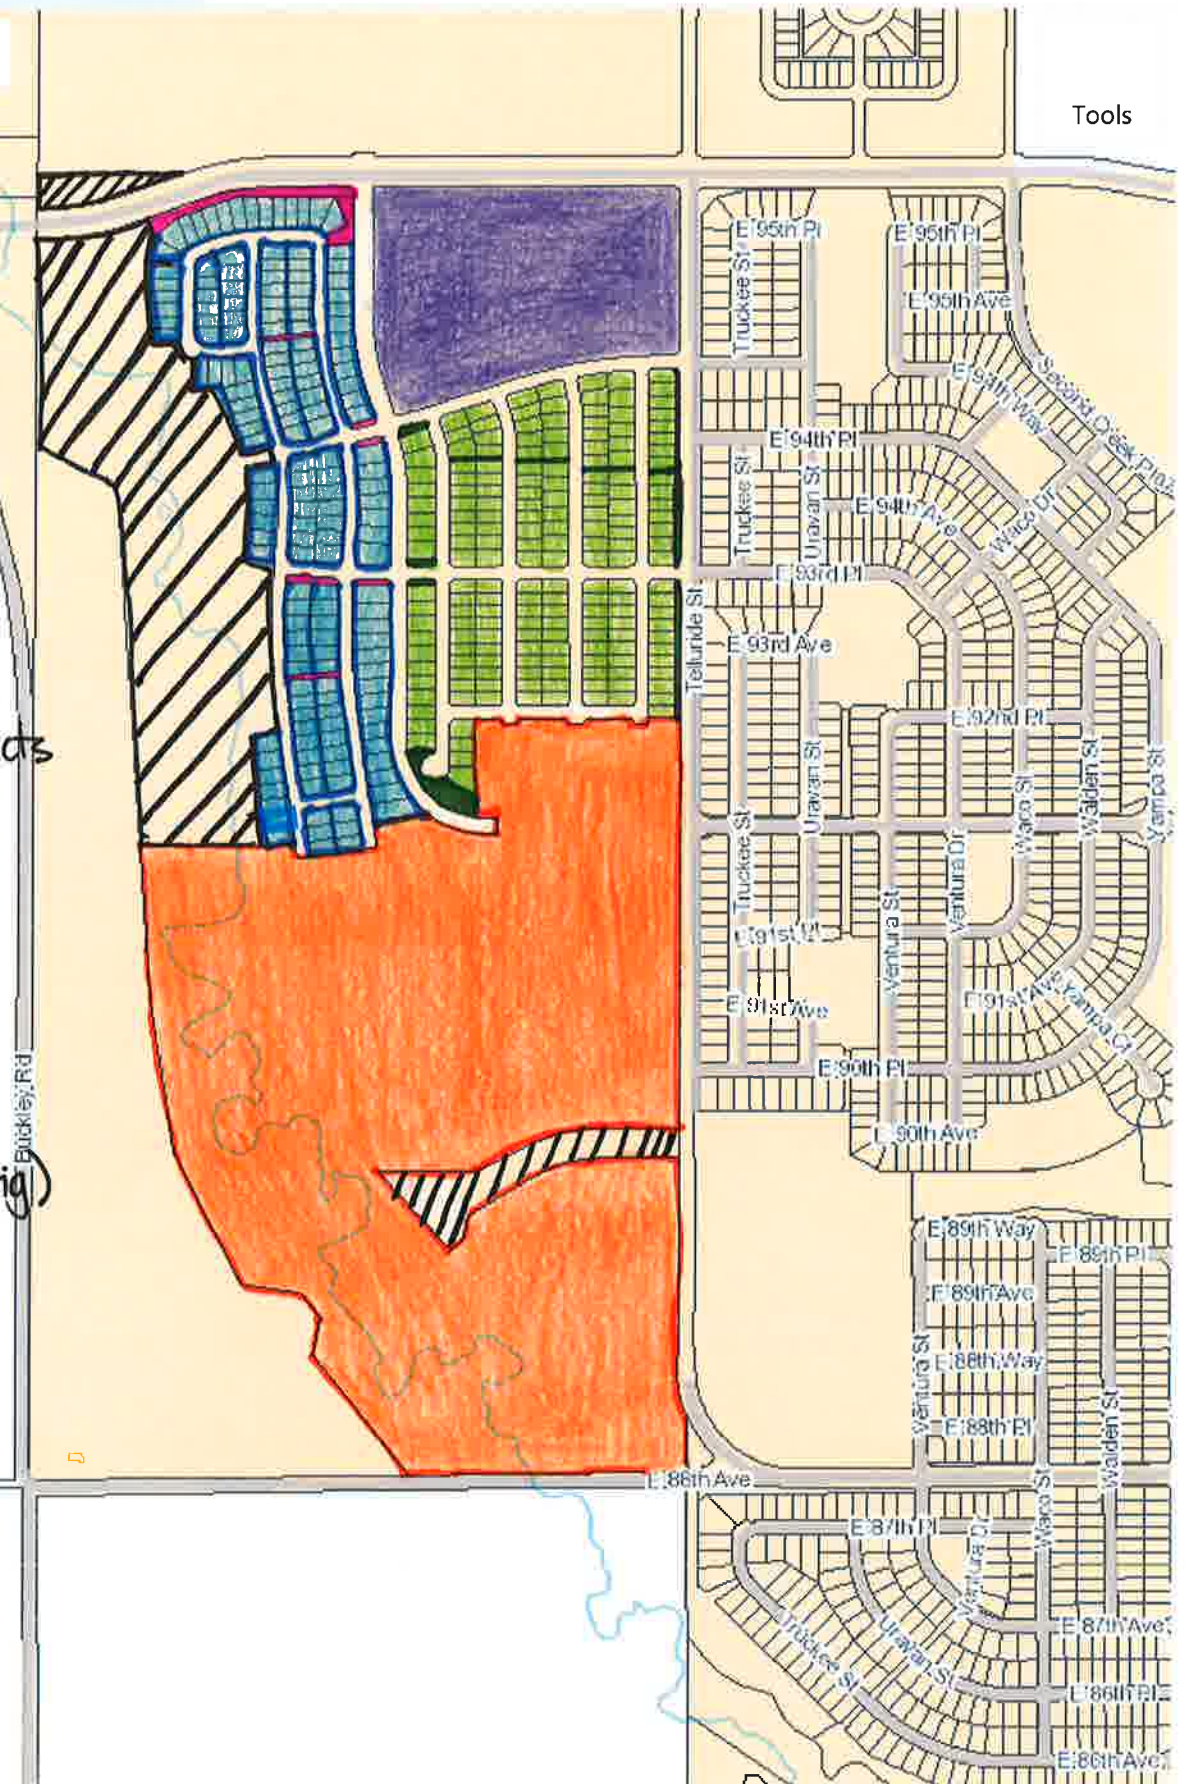 Tools
E 95th Pl
E 95th Pl
Truckee St
E 95th Ave
E 94th Way
Second Creek Plaz
E 94th Pl
Truckee St
Uravan St
E 94th Ave
Waco Dr
E 93rd Pl
Telluride St
E 93rd Ave
E 92nd Pl
cts
Uravan St
Waco St
Walden St
Yampa St
Truckee St
Ventura St
Ventura Dr
E 91st Pl
E 91st Ave
E 91st Ave
Yampa Ct
Buckley Rd
E 90th Pl
E 90th Ave
ig)
E 89th Way
E 89th Pl
E 89th Ave
Ventura St
E 88th Way
E 88th Pl
Walden St
E 88th Ave
Waco St
E 87th Pl
Ventura Dr
Truckee St
Uravan St
E 87th Ave
E 86th Pl
E 86th Ave